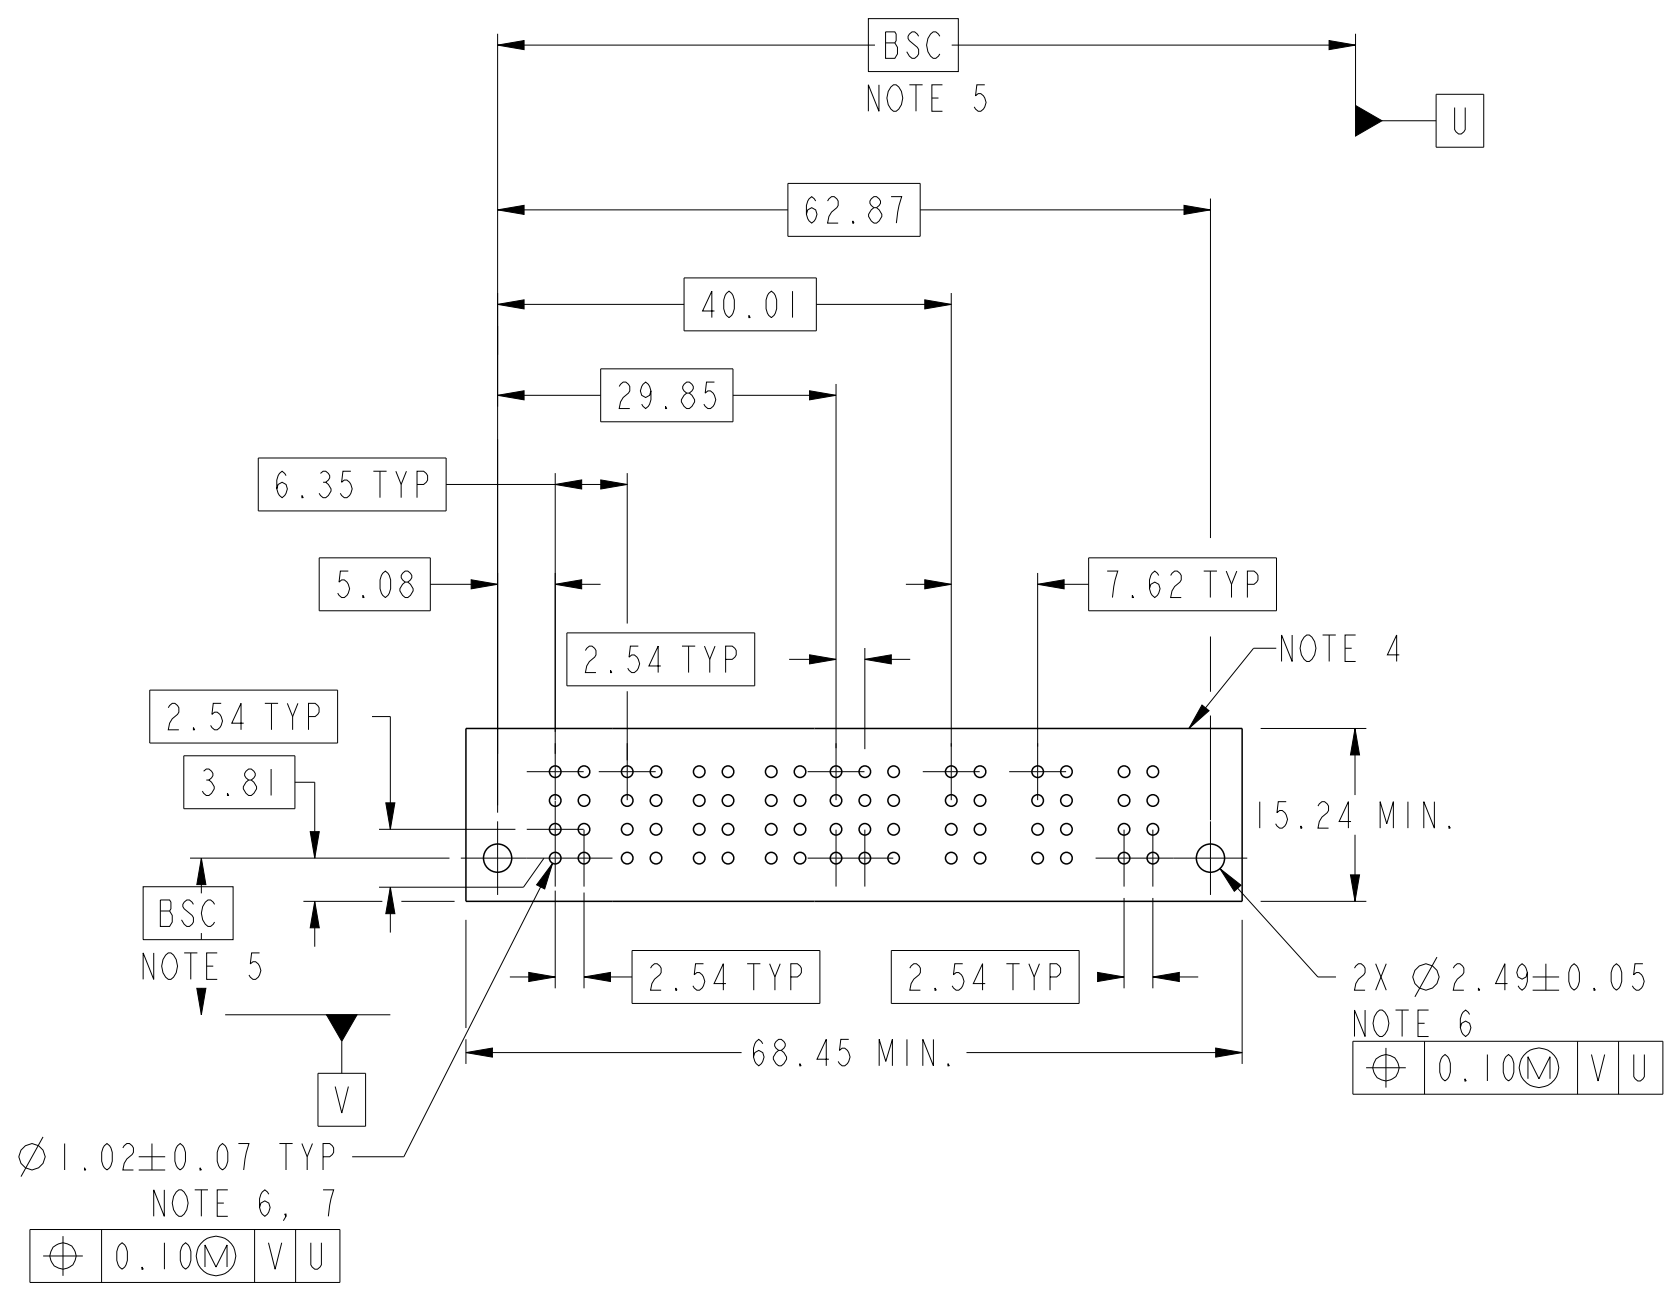 BSC
NOTE 5
U
62.87
40.01
29.85
6.35 TYP
5.08
7.62 TYP
2.54 TYP
NOTE 4
2.54 TYP
3.81
15.24 MIN.
BSC
NOTE 5
2.54 TYP
2.54 TYP
2X Ø2.49±0.05
NOTE 6
⌖ 0.10Ⓜ V U
68.45 MIN.
V
Ø1.02±0.07 TYP
NOTE 6, 7
⌖ 0.10Ⓜ V U